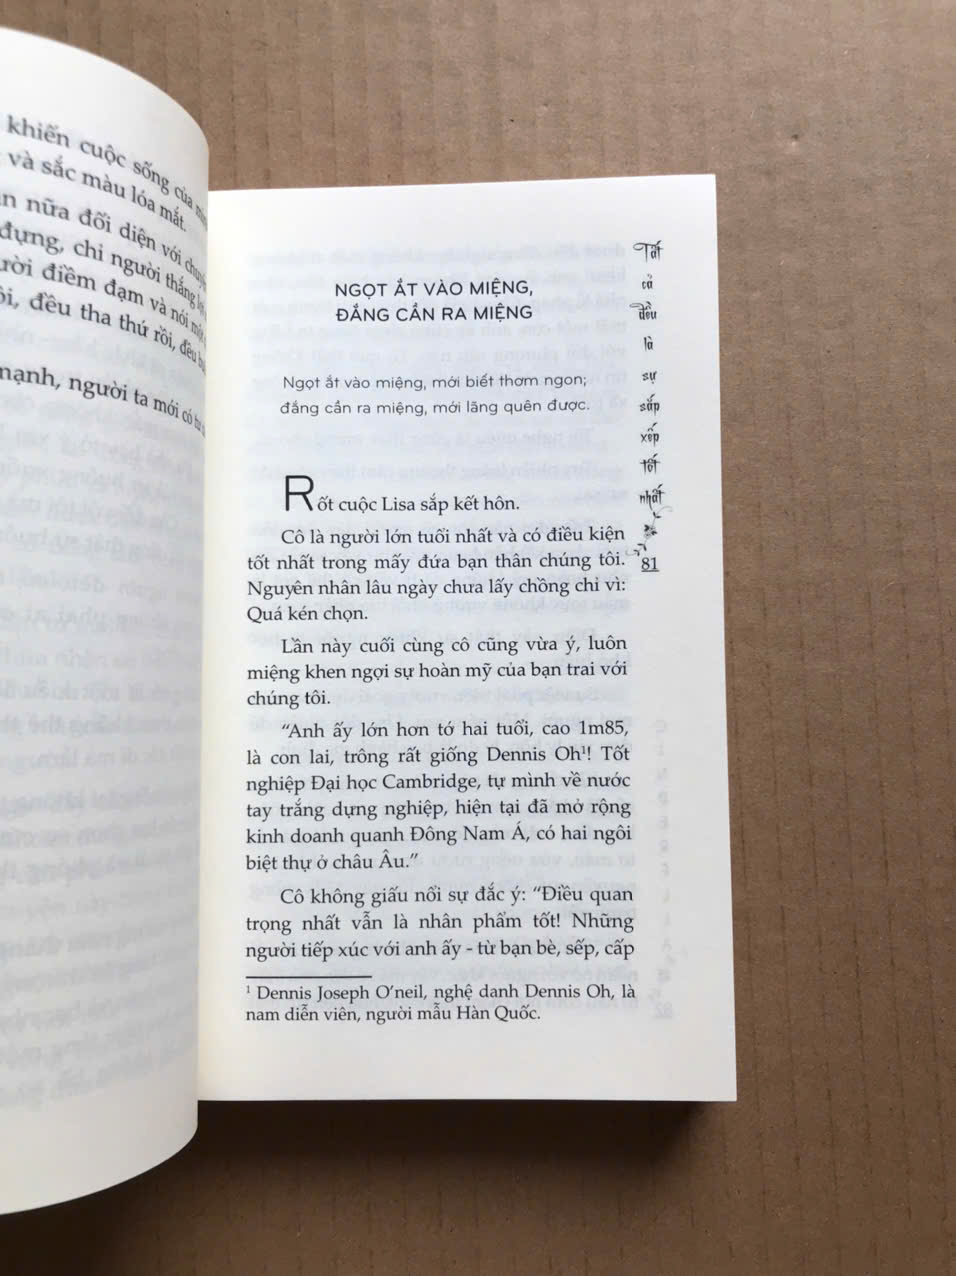 khiến cuộc sống của
và sắc màu lóa mắt.
nữa đối diện với
đựng, chỉ người thắng
điềm đạm và nói một
đều tha thứ rồi, đều
mạnh, người ta mới có
NGỌT ẮT VÀO MIỆNG,
ĐẮNG CẦN RA MIỆNG
Ngọt ắt vào miệng, mới biết thơm ngon;
đắng cần ra miệng, mới lãng quên được.
Rốt cuộc Lisa sắp kết hôn.
Cô là người lớn tuổi nhất và có điều kiện
tốt nhất trong mấy đứa bạn thân chúng tôi.
Nguyên nhân lâu ngày chưa lấy chồng chỉ vì:
Quá kén chọn.
Lần này cuối cùng cô cũng vừa ý, luôn
miệng khen ngợi sự hoàn mỹ của bạn trai với
chúng tôi.
“Anh ấy lớn hơn tớ hai tuổi, cao 1m85,
là con lai, trông rất giống Dennis Oh¹! Tốt
nghiệp Đại học Cambridge, tự mình về nước
tay trắng dựng nghiệp, hiện tại đã mở rộng
kinh doanh quanh Đông Nam Á, có hai ngôi
biệt thự ở châu Âu.”
Cô không giấu nổi sự đắc ý: “Điều quan
trọng nhất vẫn là nhân phẩm tốt! Những
người tiếp xúc với anh ấy - từ bạn bè, sếp, cấp
¹ Dennis Joseph O’neil, nghệ danh Dennis Oh, là
nam diễn viên, người mẫu Hàn Quốc.
Tất
cả
đều
là
sự
sắp
xếp
tốt
nhất
81